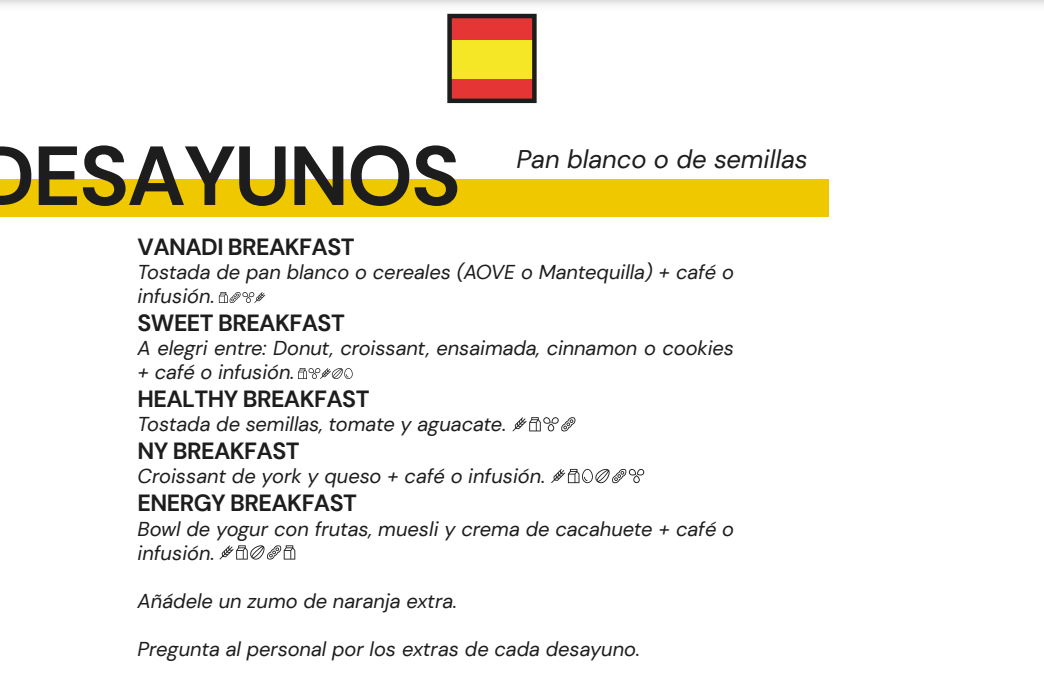 DESAYUNOS
Pan blanco o de semillas
VANADI BREAKFAST
Tostada de pan blanco o cereales (AOVE o Mantequilla) + café o
infusión.
SWEET BREAKFAST
A elegri entre: Donut, croissant, ensaimada, cinnamon o cookies
+ café o infusión.
HEALTHY BREAKFAST
Tostada de semillas, tomate y aguacate.
NY BREAKFAST
Croissant de york y queso + café o infusión.
ENERGY BREAKFAST
Bowl de yogur con frutas, muesli y crema de cacahuete + café o
infusión.
Añádele un zumo de naranja extra.
Pregunta al personal por los extras de cada desayuno.